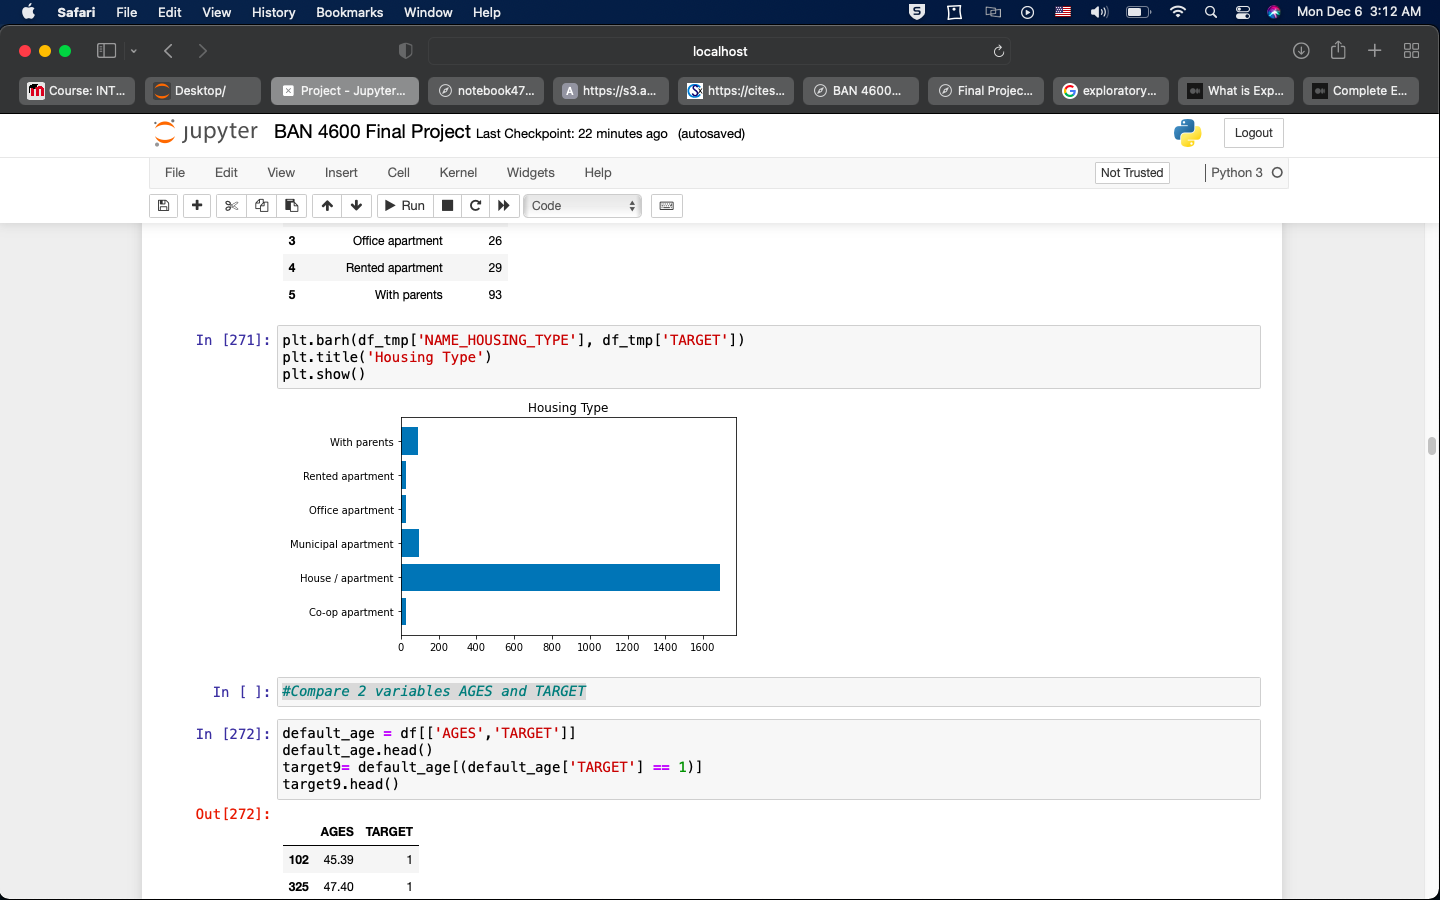 Safari File Edit View History Bookmarks Window Help Mon Dec 6 3:12 AM
localhost
Course: INT... Desktop/ Project - Jupyter... notebook47... https://s3.a... https://cites... BAN 4600... Final Projec... exploratory... What is Exp... Complete E...
jupyter BAN 4600 Final Project Last Checkpoint: 22 minutes ago (autosaved) Logout
File Edit View Insert Cell Kernel Widgets Help Not Trusted Python 3
Run Code
3 Office apartment 26
4 Rented apartment 29
5 With parents 93
In [271]: plt.barh(df_tmp['NAME_HOUSING_TYPE'], df_tmp['TARGET'])
plt.title('Housing Type')
plt.show()
Housing Type
With parents
Rented apartment
Office apartment
Municipal apartment
House / apartment
Co-op apartment
0 200 400 600 800 1000 1200 1400 1600
In [ ]: #Compare 2 variables AGES and TARGET
In [272]: default_age = df[['AGES','TARGET']]
default_age.head()
target9= default_age[(default_age['TARGET'] == 1)]
target9.head()
Out[272]:
AGES TARGET
102 45.39 1
325 47.40 1